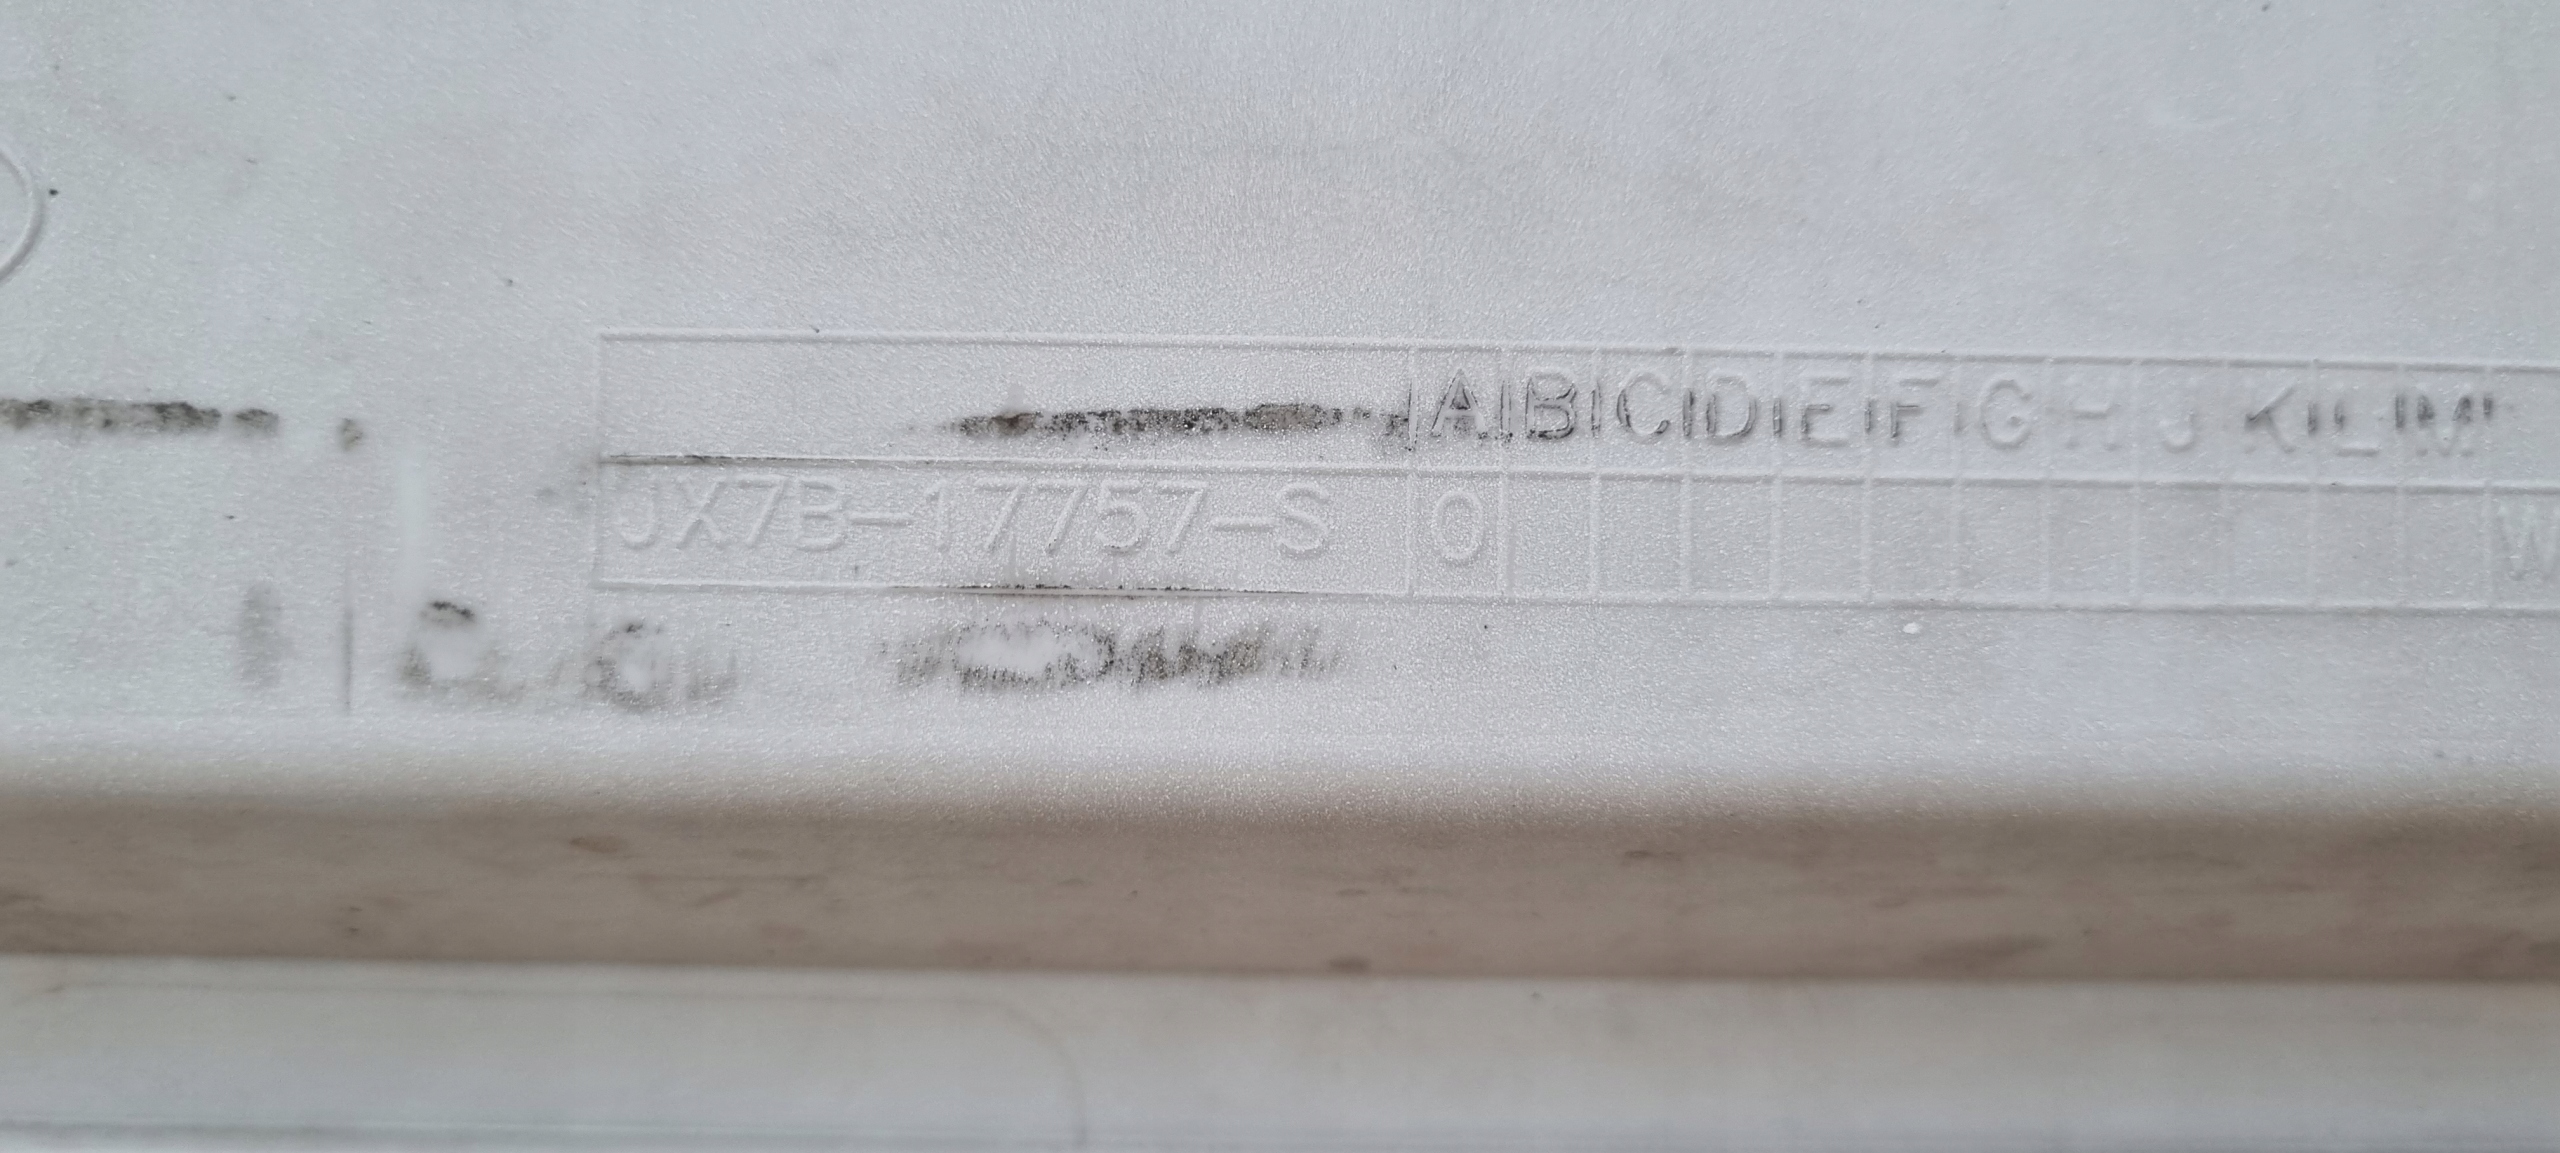 A B C D E F G H J K L M
JX7B-17757-S 0 W